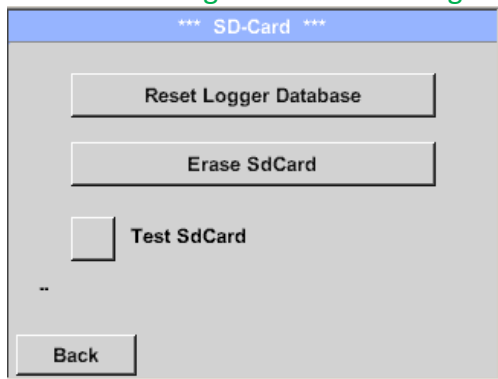 *** SD-Card ***
Reset Logger Database
Erase SdCard
Test SdCard
--
Back